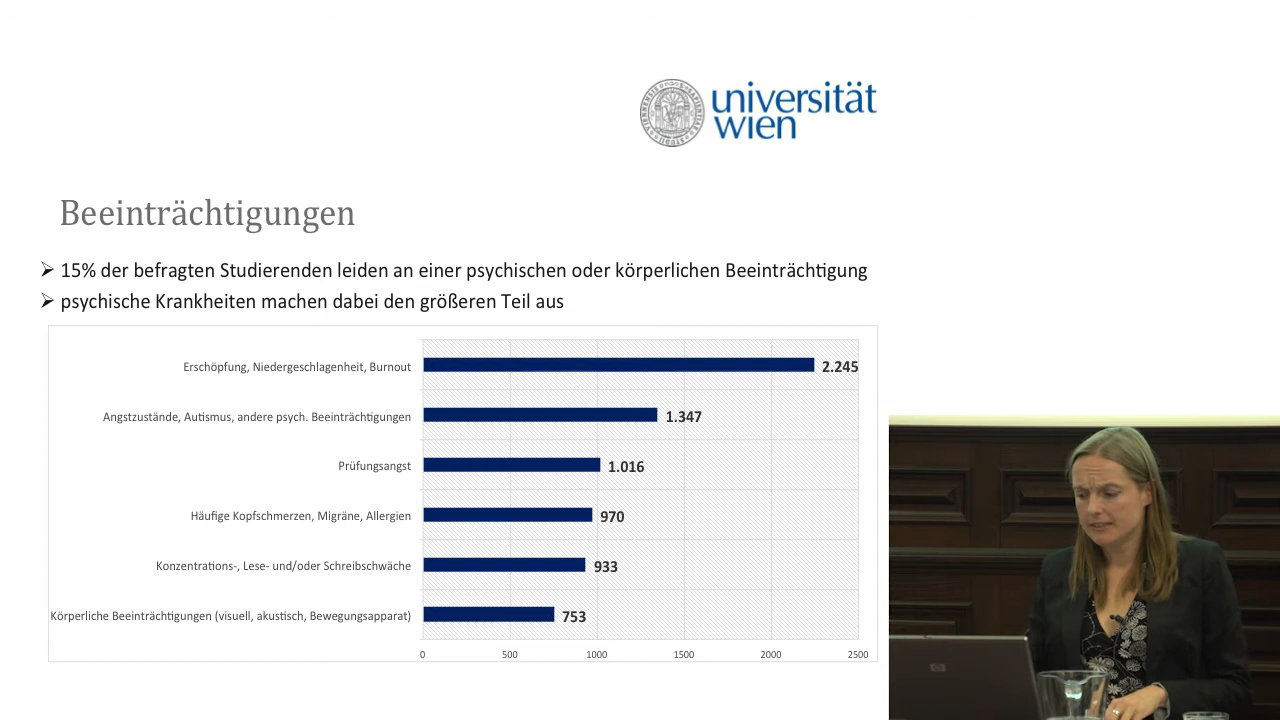 universität
wien
Beeinträchtigungen
➢ 15% der befragten Studierenden leiden an einer psychischen oder körperlichen Beeinträchtigung
➢ psychische Krankheiten machen dabei den größeren Teil aus
Erschöpfung, Niedergeschlagenheit, Burnout 2.245
Angstzustände, Autismus, andere psych. Beeinträchtigungen 1.347
Prüfungsangst 1.016
Häufige Kopfschmerzen, Migräne, Allergien 970
Konzentrations-, Lese- und/oder Schreibschwäche 933
Körperliche Beeinträchtigungen (visuell, akustisch, Bewegungsapparat) 753
0 500 1000 1500 2000 2500